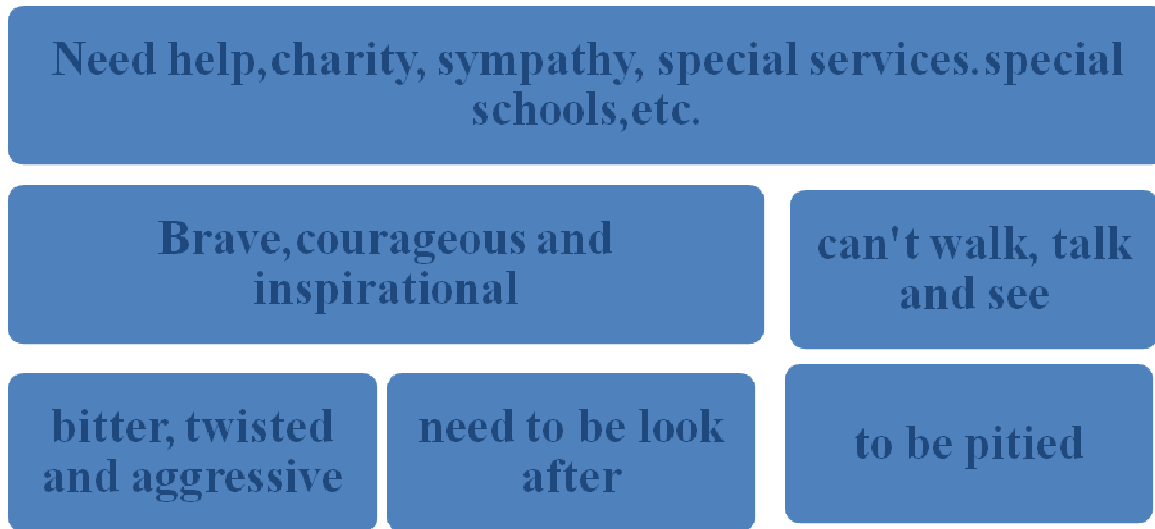 Need help,charity, sympathy, special services.special
schools,etc.
Brave,courageous and
inspirational
can't walk, talk
and see
bitter, twisted
and aggressive
need to be look
after
to be pitied